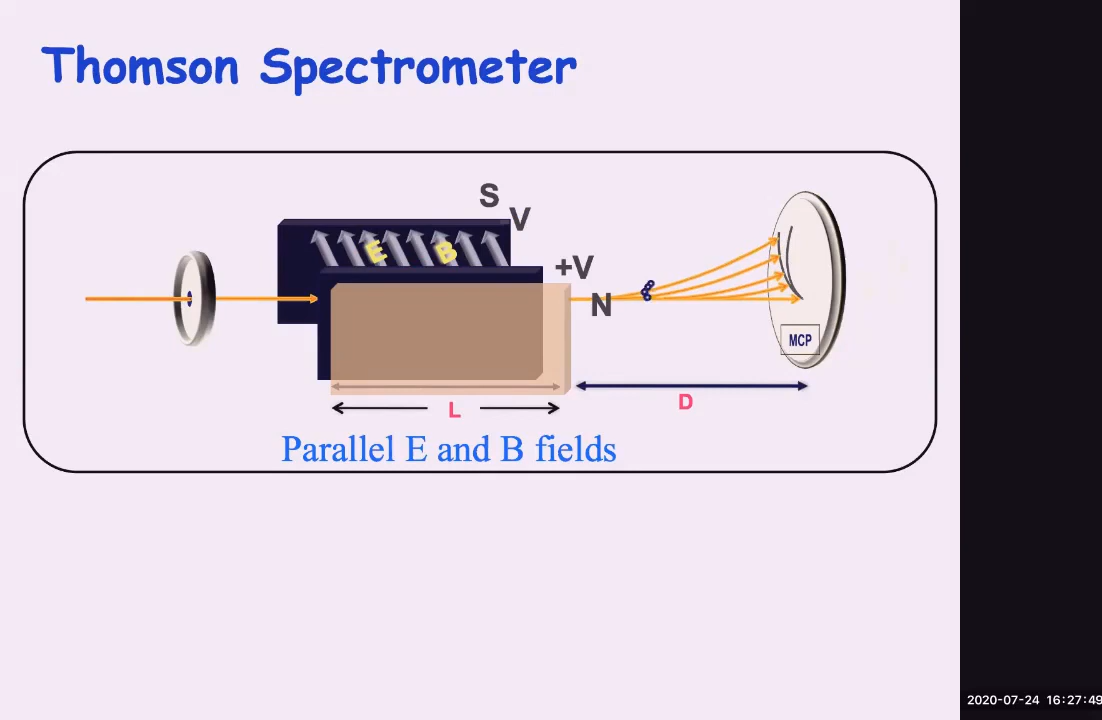 Thomson Spectrometer
S
V
E B
+V
N
MCP
L
D
Parallel E and B fields
2020-07-24 16:27:49